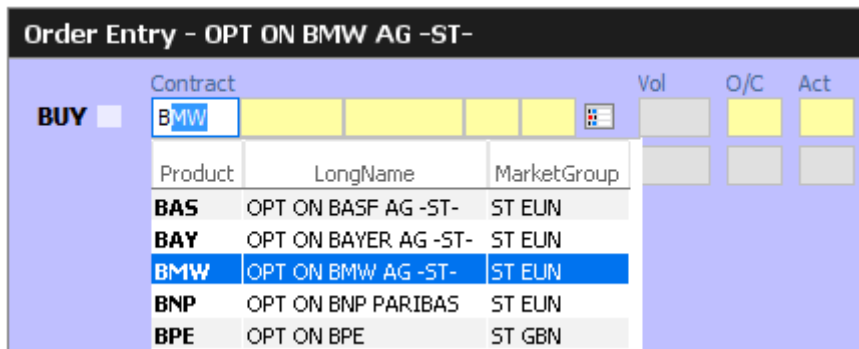 Order Entry - OPT ON BMW AG -ST-
Contract Vol O/C Act
BUY BMW
Product LongName MarketGroup
BAS OPT ON BASF AG -ST- ST EUN
BAY OPT ON BAYER AG -ST- ST EUN
BMW OPT ON BMW AG -ST- ST EUN
BNP OPT ON BNP PARIBAS ST EUN
BPE OPT ON BPE ST GBN